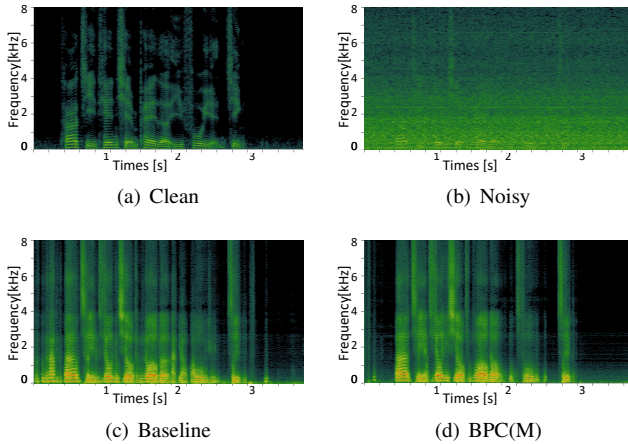 8
6
4
2
0
Frequency[kHz]
1
2
3
Times [s]
(a) Clean
8
6
4
2
0
Frequency[kHz]
1
2
3
Times [s]
(b) Noisy
8
6
4
2
0
Frequency[kHz]
1
2
3
Times [s]
(c) Baseline
8
6
4
2
0
Frequency[kHz]
1
2
3
Times [s]
(d) BPC(M)